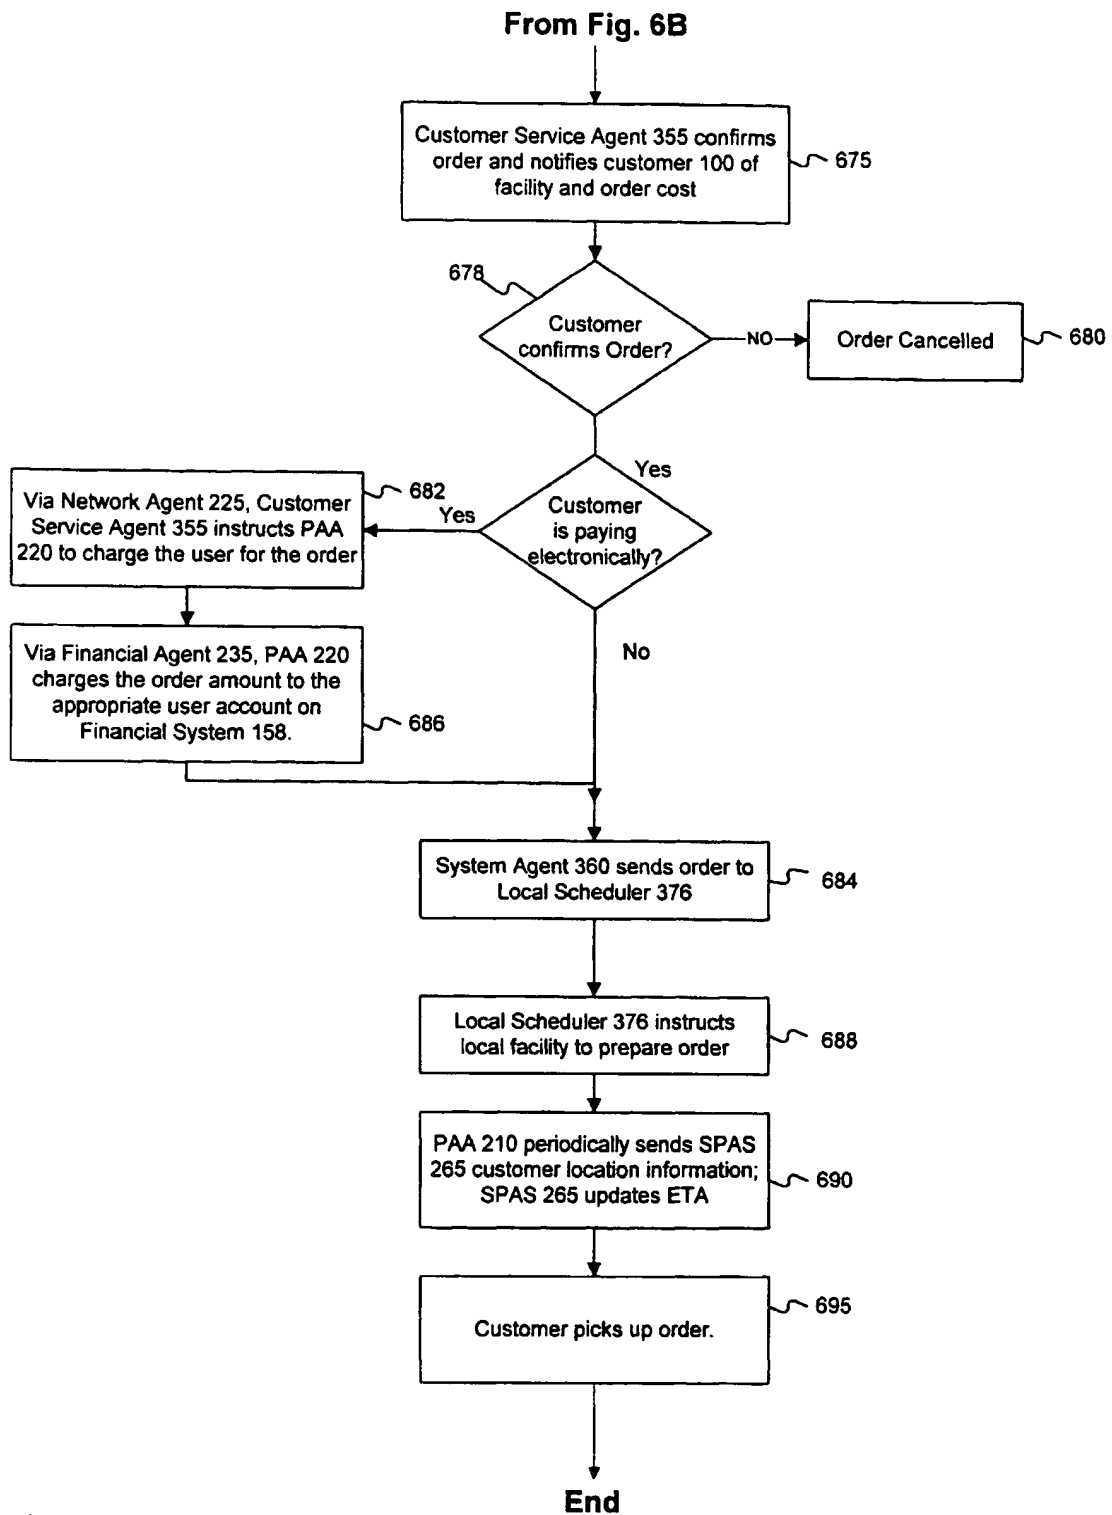 From Fig. 6B
Customer Service Agent 355 confirms
order and notifies customer 100 of
facility and order cost
675
678
Customer
confirms Order?
NO
Order Cancelled
680
Yes
Customer
is paying
electronically?
Yes
682
Via Network Agent 225, Customer
Service Agent 355 instructs PAA
220 to charge the user for the order
Via Financial Agent 235, PAA 220
charges the order amount to the
appropriate user account on
Financial System 158.
686
No
System Agent 360 sends order to
Local Scheduler 376
684
Local Scheduler 376 instructs
local facility to prepare order
688
PAA 210 periodically sends SPAS
265 customer location information;
SPAS 265 updates ETA
690
Customer picks up order.
695
End